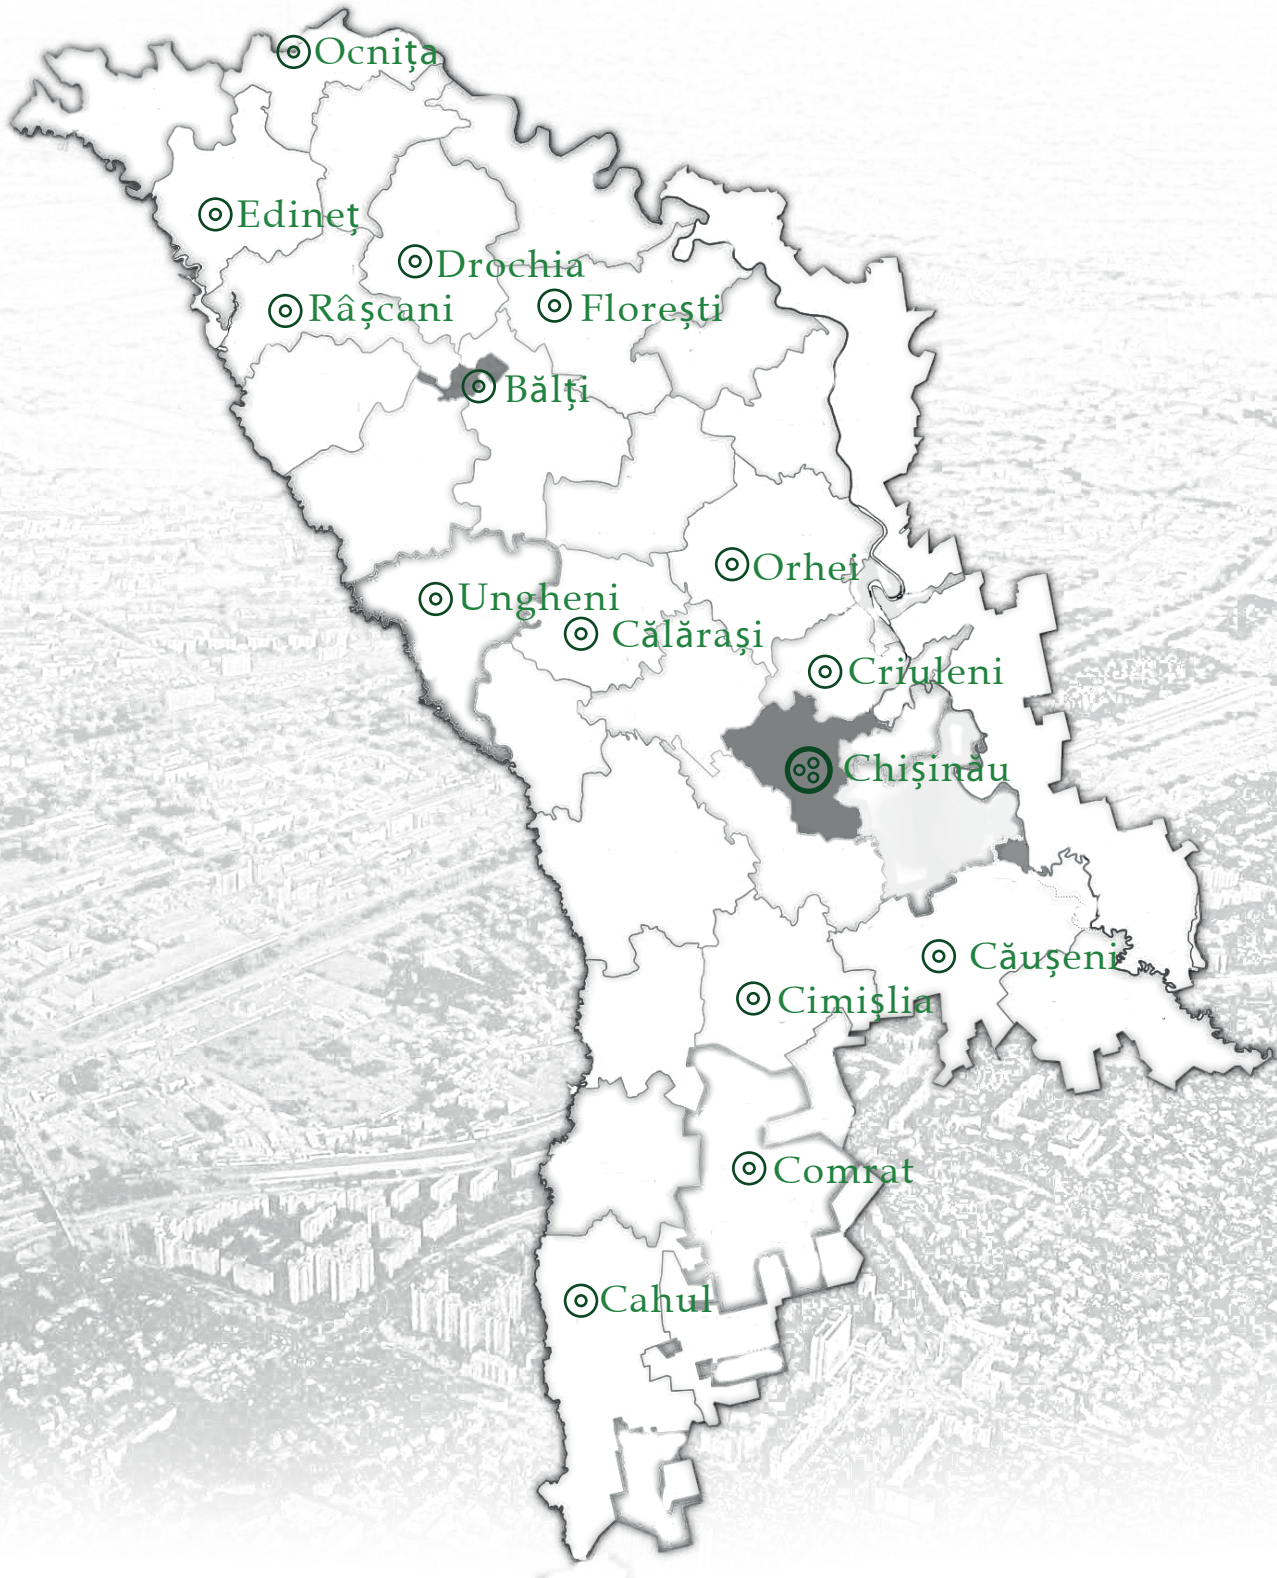 Ocnița
Edineț
Drochia
Râșcani
Florești
Bălți
Orhei
Ungheni
Călărași
Criuleni
Chișinău
Căușeni
Cimișlia
Comrat
Cahul